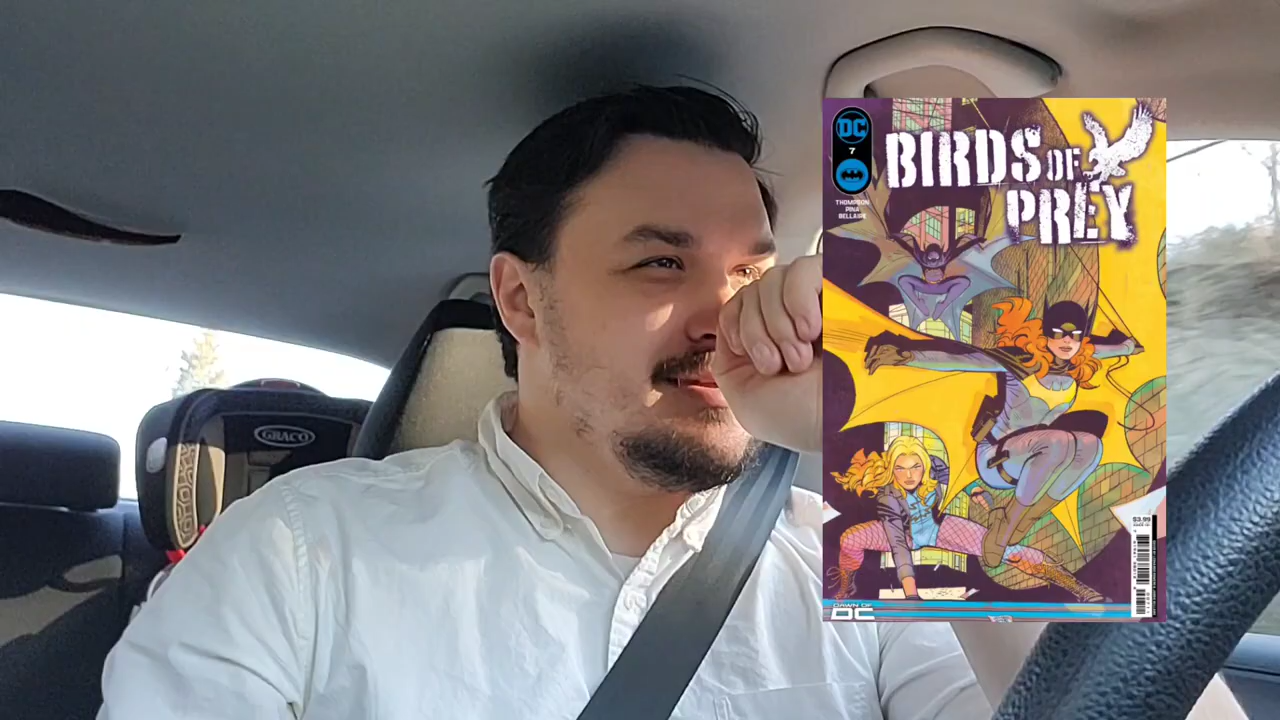 GRACO
DC
7
BIRDS OF
PREY
THOMPSON
PINA
BELLAIRE
$3.99
DAWN OF
DC